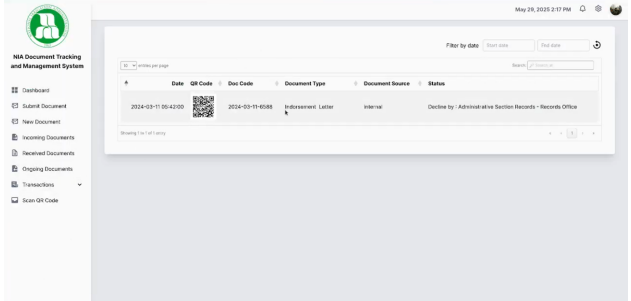 May 29, 2025 2:17 PM
NIA Document Tracking
and Management System
Dashboard
Submit Document
New Document
Incoming Documents
Received Documents
Ongoing Documents
Transactions
Scan QR Code
Filter by date Start date End date
10 entries per page
Search:
Date QR Code Doc Code Document Type Document Source Status
2024-03-11 05:42:00 2024-03-11-6588 Indorsement Letter Internal Decline by : Administrative Section Records - Records Office
Showing 1 to 1 of 1 entry
« ‹ 1 › »